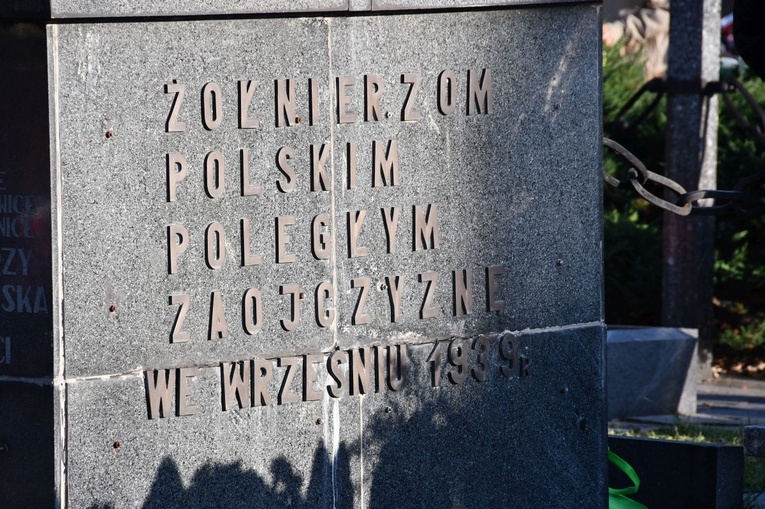 ŻOŁNIERZOM
POLSKIM
POLEGŁYM
ZA OJCZYZNĘ
WE WRZEŚNIU 1939 R.